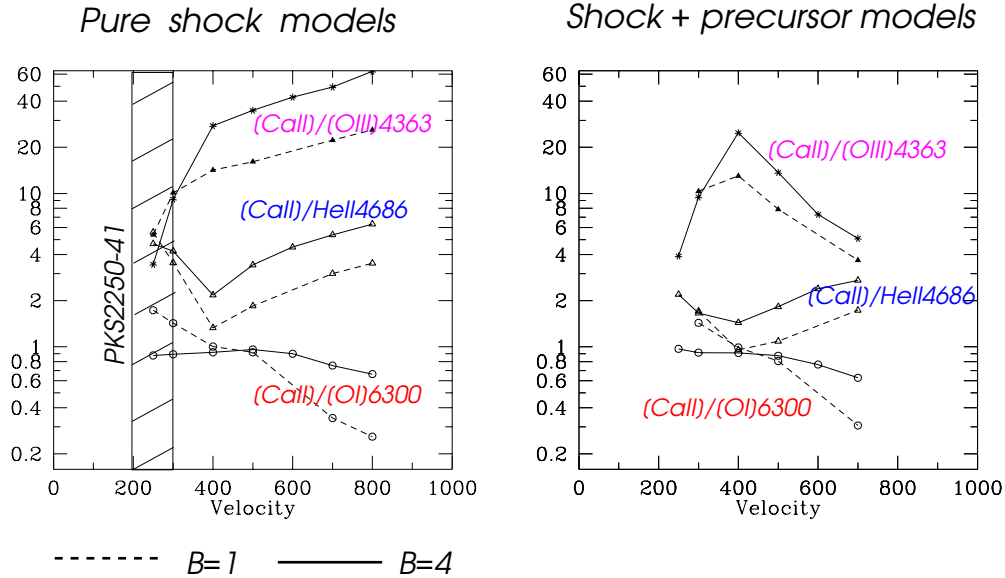 Pure shock models
Shock + precursor models
60
40
20
10
8
6
4
2
1
0.8
0.6
0.4
0.2
0
200
400
600
800
1000
Velocity
PKS2250-41
(CaII)/(OIII)4363
(CaII)/HeII4686
(CaII)/(OI)6300
60
40
20
10
8
6
4
2
1
0.8
0.6
0.4
0.2
0
200
400
600
800
1000
Velocity
(CaII)/(OIII)4363
(CaII)/HeII4686
(CaII)/(OI)6300
B=1
B=4